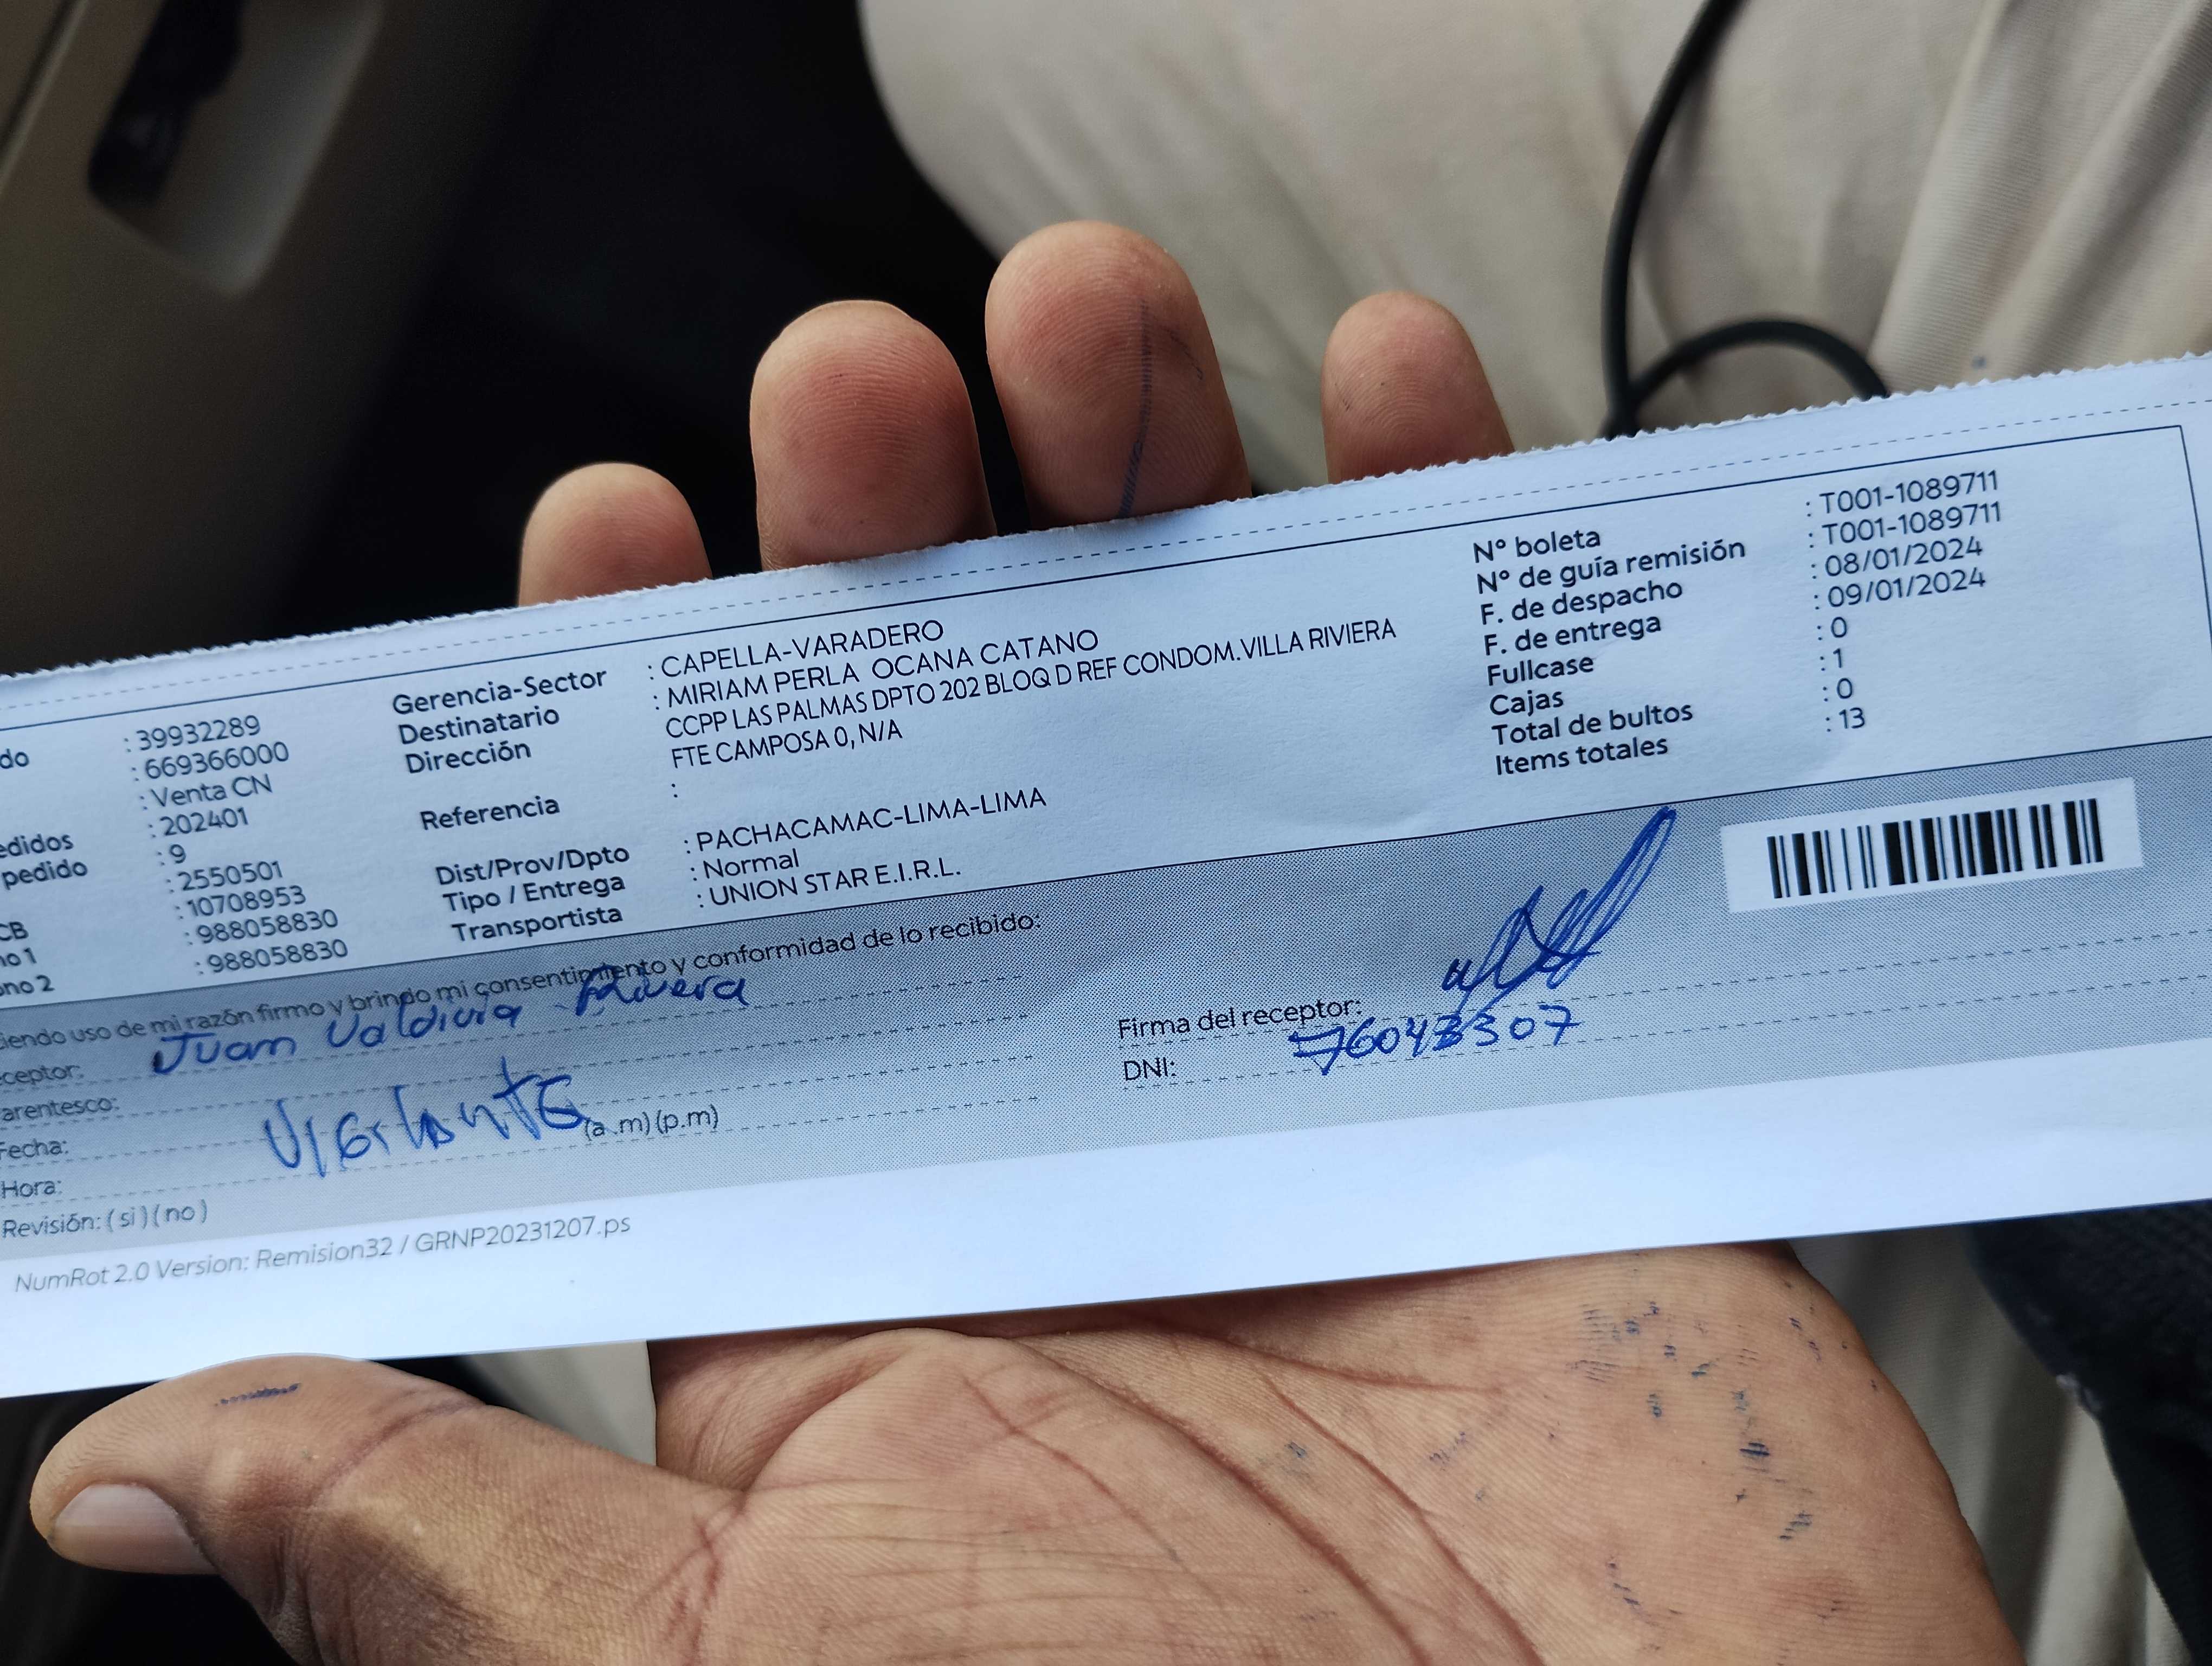 do : 39932289
: 669366000
: Venta CN
edidos : 202401
pedido : 9
: 2550501
CB : 10708953
no 1 : 988058830
ono 2 : 988058830
Gerencia-Sector : CAPELLA-VARADERO
Destinatario : MIRIAM PERLA OCANA CATANO
Dirección CCPP LAS PALMAS DPTO 202 BLOQ D REF CONDOM.VILLA RIVIERA
FTE CAMPOSA 0, N/A
Referencia :
Dist/Prov/Dpto : PACHACAMAC-LIMA-LIMA
Tipo / Entrega : Normal
Transportista : UNION STAR E.I.R.L.
N° boleta : T001-1089711
N° de guía remisión : T001-1089711
F. de despacho : 08/01/2024
F. de entrega : 09/01/2024
Fullcase : 0
Cajas : 1
Total de bultos : 0
Items totales : 13
iendo uso de mi razón firmo y brindo mi consentimiento y conformidad de lo recibido:
ceptor: Juan Valdivia Rivera
arentesco:
Fecha: Vigilante
Hora: (a.m) (p.m)
Revisión: ( si ) ( no )
Firma del receptor:
DNI: 76043307
NumRot 2.0 Version: Remision32 / GRNP20231207.ps